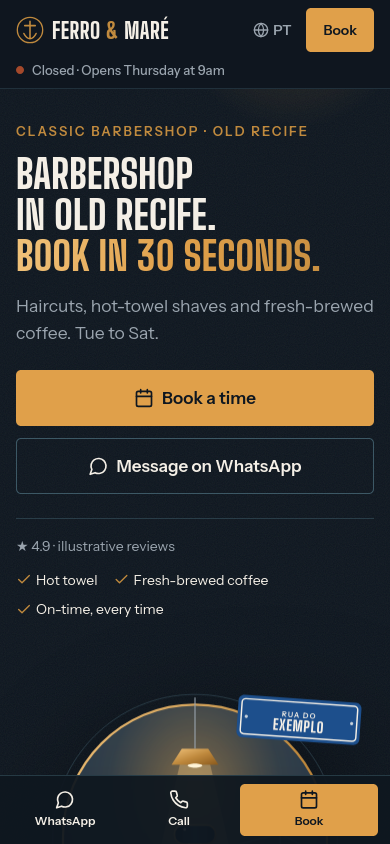 FERRO & MARÉ
PT
Book
Closed · Opens Thursday at 9am
CLASSIC BARBERSHOP · OLD RECIFE
BARBERSHOP
IN OLD RECIFE.
BOOK IN 30 SECONDS.
Haircuts, hot-towel shaves and fresh-brewed
coffee. Tue to Sat.
Book a time
Message on WhatsApp
★ 4.9 · illustrative reviews
Hot towel
Fresh-brewed coffee
On-time, every time
RUA DO
EXEMPLO
WhatsApp
Call
Book